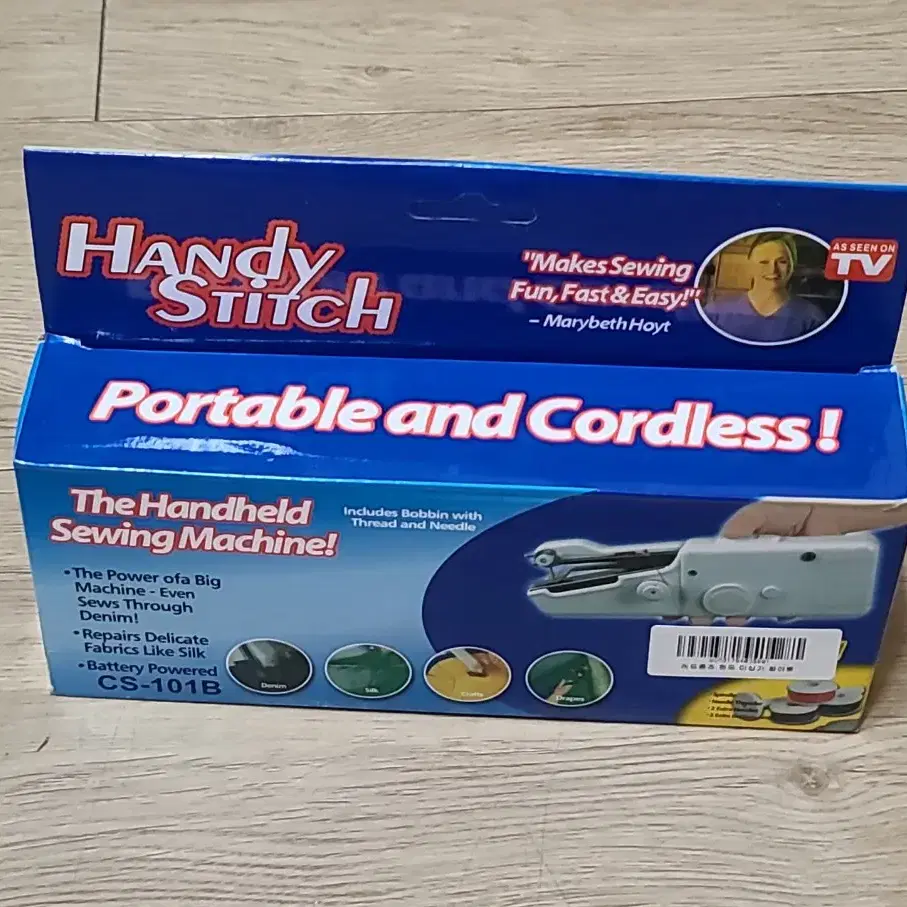 HANdy
STITCH
"Makes Sewing
Fun, Fast & Easy!"
– Marybeth Hoyt
AS SEEN ON
TV
Portable and Cordless!
The Handheld
Sewing Machine!
Includes Bobbin with
Thread and Needle
•The Power ofa Big
Machine - Even
Sews Through
Denim!
•Repairs Delicate
Fabrics Like Silk
•Battery Powered
CS-101B
Denim
Silk
Crafts
Drapes